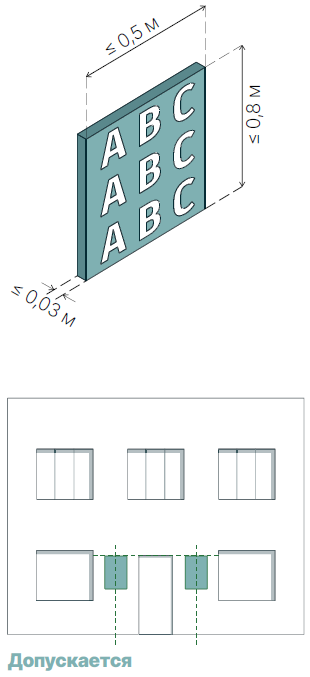 ≤ 0,5 м
≤ 0,8 м
A B C
A B C
A B C
≤ 0,03 м
Допускается